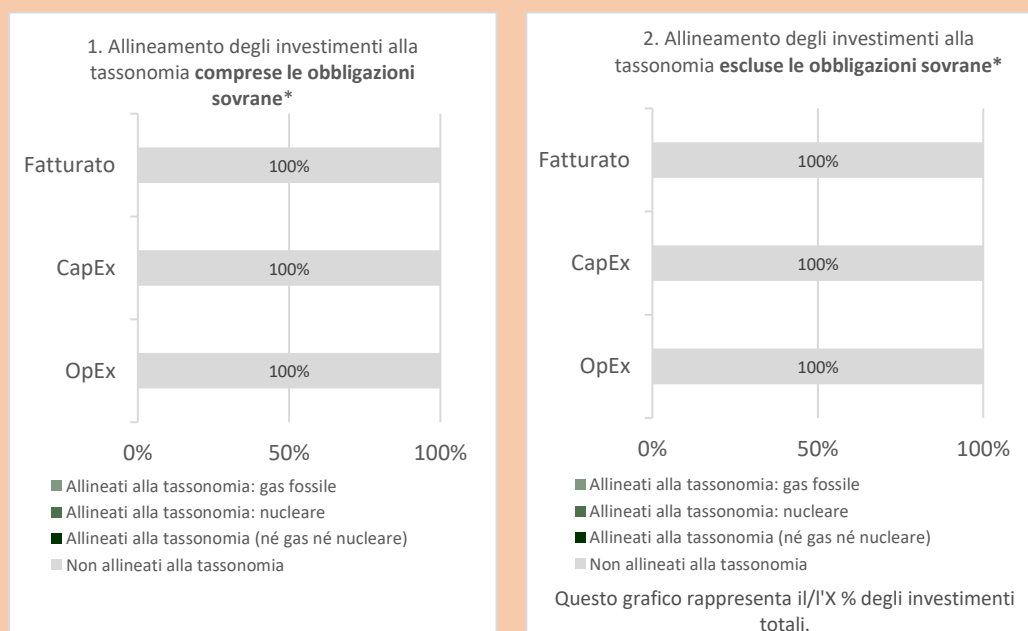 1. Allineamento degli investimenti alla
tassonomia comprese le obbligazioni
sovrane*
Fatturato
100%
CapEx
100%
OpEx
100%
0%
50%
100%
Allineati alla tassonomia: gas fossile
Allineati alla tassonomia: nucleare
Allineati alla tassonomia (né gas né nucleare)
Non allineati alla tassonomia
2. Allineamento degli investimenti alla
tassonomia escluse le obbligazioni sovrane*
Fatturato
100%
CapEx
100%
OpEx
100%
0%
50%
100%
Allineati alla tassonomia: gas fossile
Allineati alla tassonomia: nucleare
Allineati alla tassonomia (né gas né nucleare)
Non allineati alla tassonomia
Questo grafico rappresenta il/l'X % degli investimenti
totali.